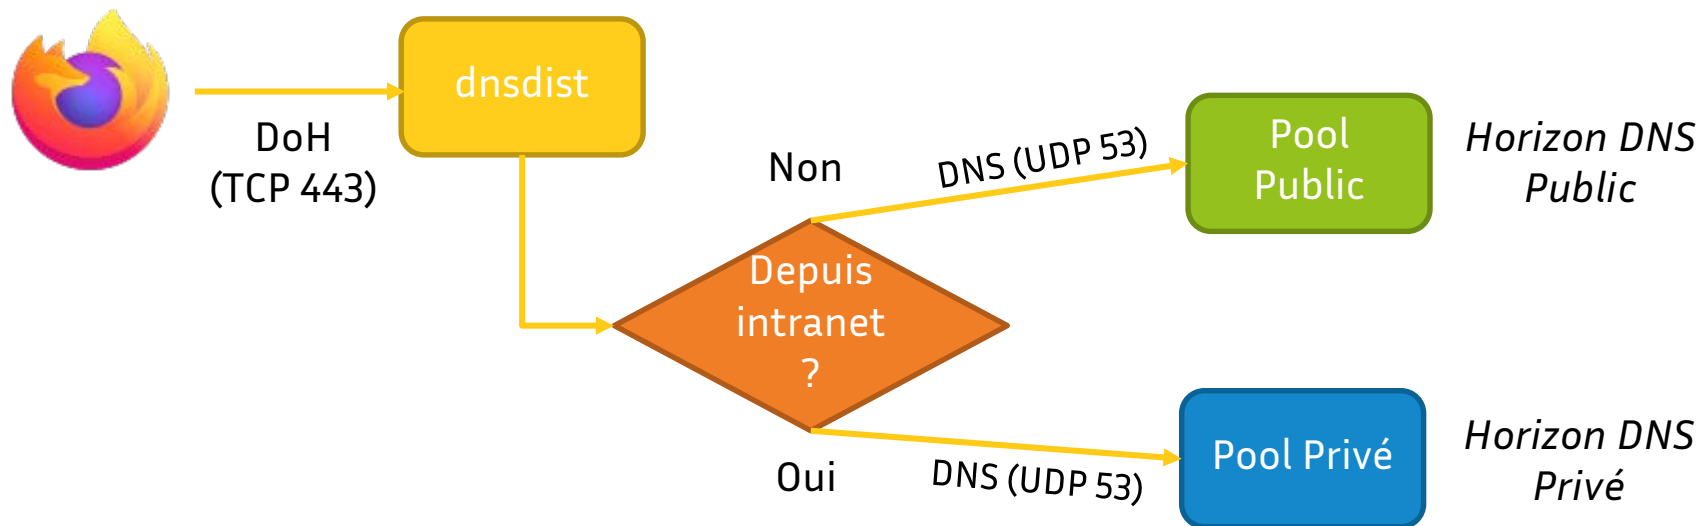 dnsdist
DoH
(TCP 443)
Non
DNS (UDP 53)
Pool
Public
Horizon DNS
Public
Depuis
intranet
?
Oui
DNS (UDP 53)
Pool Privé
Horizon DNS
Privé